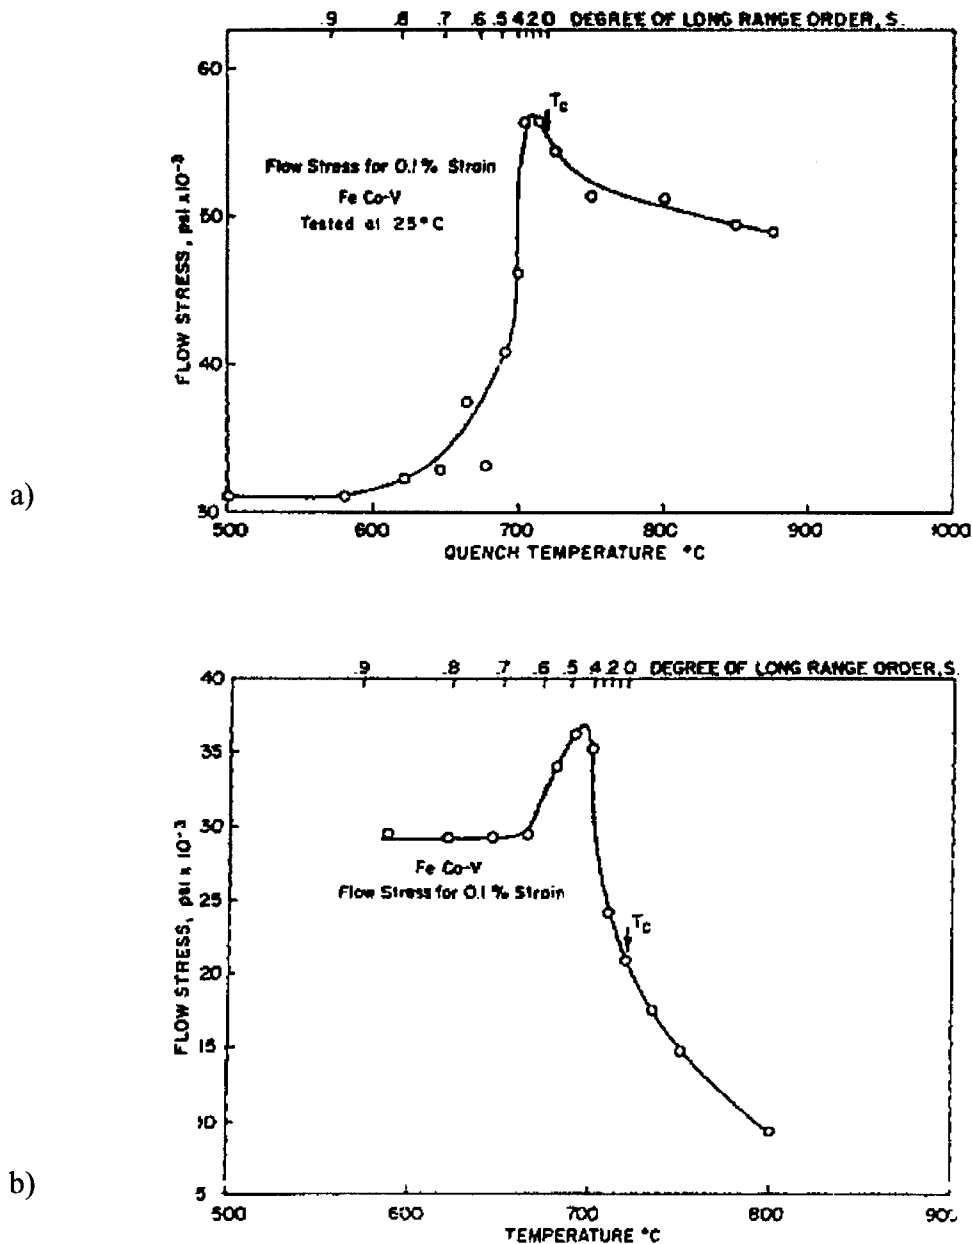 .9 .8 .7 .6 .5 .4 .2 0 DEGREE OF LONG RANGE ORDER, S.
60
50
40
30
FLOW STRESS, psi x 10⁻³
Tc
Flow Stress for 0.1% Strain
Fe Co-V
Tested at 25°C
500 600 700 800 900 1000
QUENCH TEMPERATURE °C
a)
.9 .8 .7 .6 .5 .4 .2 0 DEGREE OF LONG RANGE ORDER, S.
40
35
30
25
20
15
10
5
FLOW STRESS, psi x 10⁻³
Fe Co-V
Flow Stress for 0.1% Strain
Tc
500 600 700 800 900
TEMPERATURE °C
b)